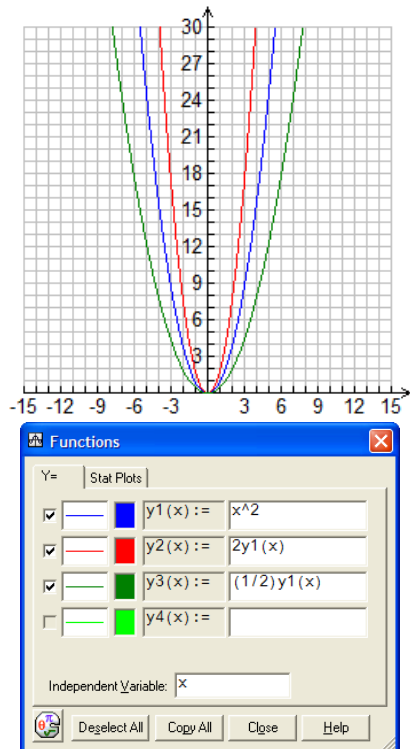 30
27
24
21
18
15
12
9
6
3
-15 -12 -9 -6 -3 3 6 9 12 15
Functions
Y= Stat Plots
y1(x):= x^2
y2(x):= 2y1(x)
y3(x):= (1/2)y1(x)
y4(x):=
Independent Variable: x
Deselect All Copy All Close Help